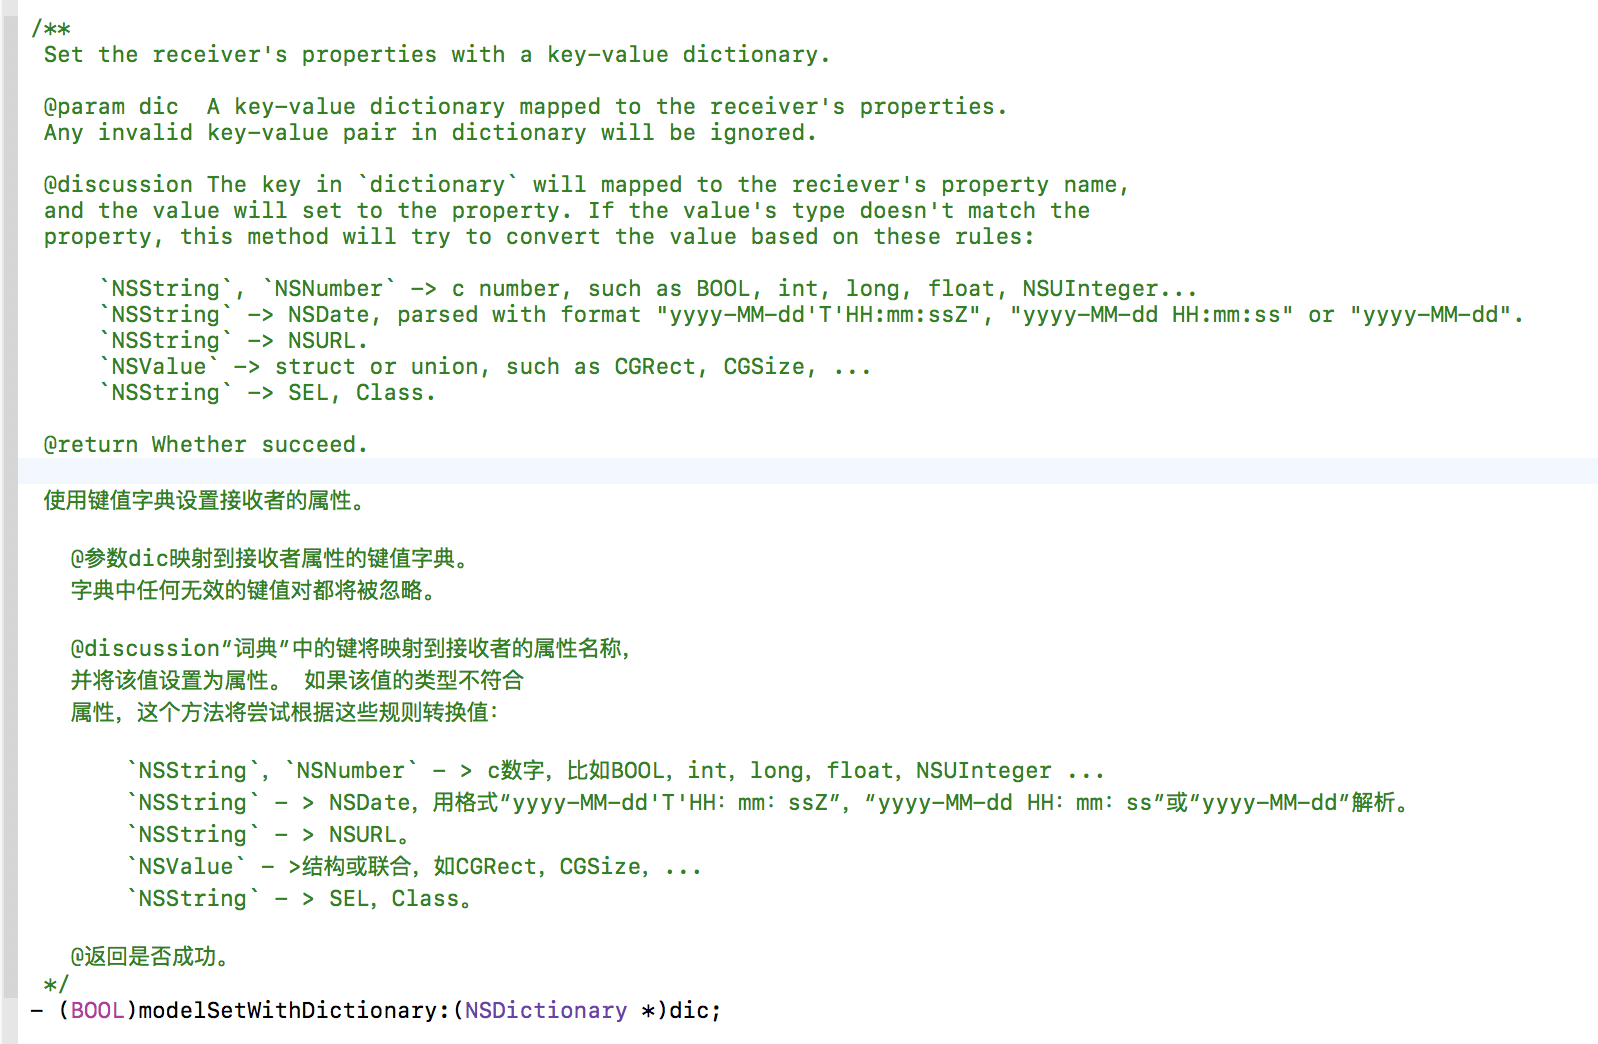 /**
Set the receiver's properties with a key-value dictionary.
@param dic  A key-value dictionary mapped to the receiver's properties.
Any invalid key-value pair in dictionary will be ignored.
@discussion The key in `dictionary` will mapped to the reciever's property name,
and the value will set to the property. If the value's type doesn't match the
property, this method will try to convert the value based on these rules:
`NSString`, `NSNumber` -> c number, such as BOOL, int, long, float, NSUInteger...
`NSString` -> NSDate, parsed with format "yyyy-MM-dd'T'HH:mm:ssZ", "yyyy-MM-dd HH:mm:ss" or "yyyy-MM-dd".
`NSString` -> NSURL.
`NSValue` -> struct or union, such as CGRect, CGSize, ...
`NSString` -> SEL, Class.
@return Whether succeed.
使用键值字典设置接收者的属性。
@参数dic映射到接收者属性的键值字典。
字典中任何无效的键值对都将被忽略。
@discussion“词典”中的键将映射到接收者的属性名称，
并将该值设置为属性。 如果该值的类型不符合
属性，这个方法将尝试根据这些规则转换值：
`NSString`，`NSNumber` - > c数字，比如BOOL，int，long，float，NSUInteger ...
`NSString` - > NSDate，用格式“yyyy-MM-dd'T'HH：mm：ssZ”，“yyyy-MM-dd HH：mm：ss”或“yyyy-MM-dd”解析。
`NSString` - > NSURL。
`NSValue` - >结构或联合，如CGRect，CGSize，...
`NSString` - > SEL，Class。
@返回是否成功。
*/
- (BOOL)modelSetWithDictionary:(NSDictionary *)dic;